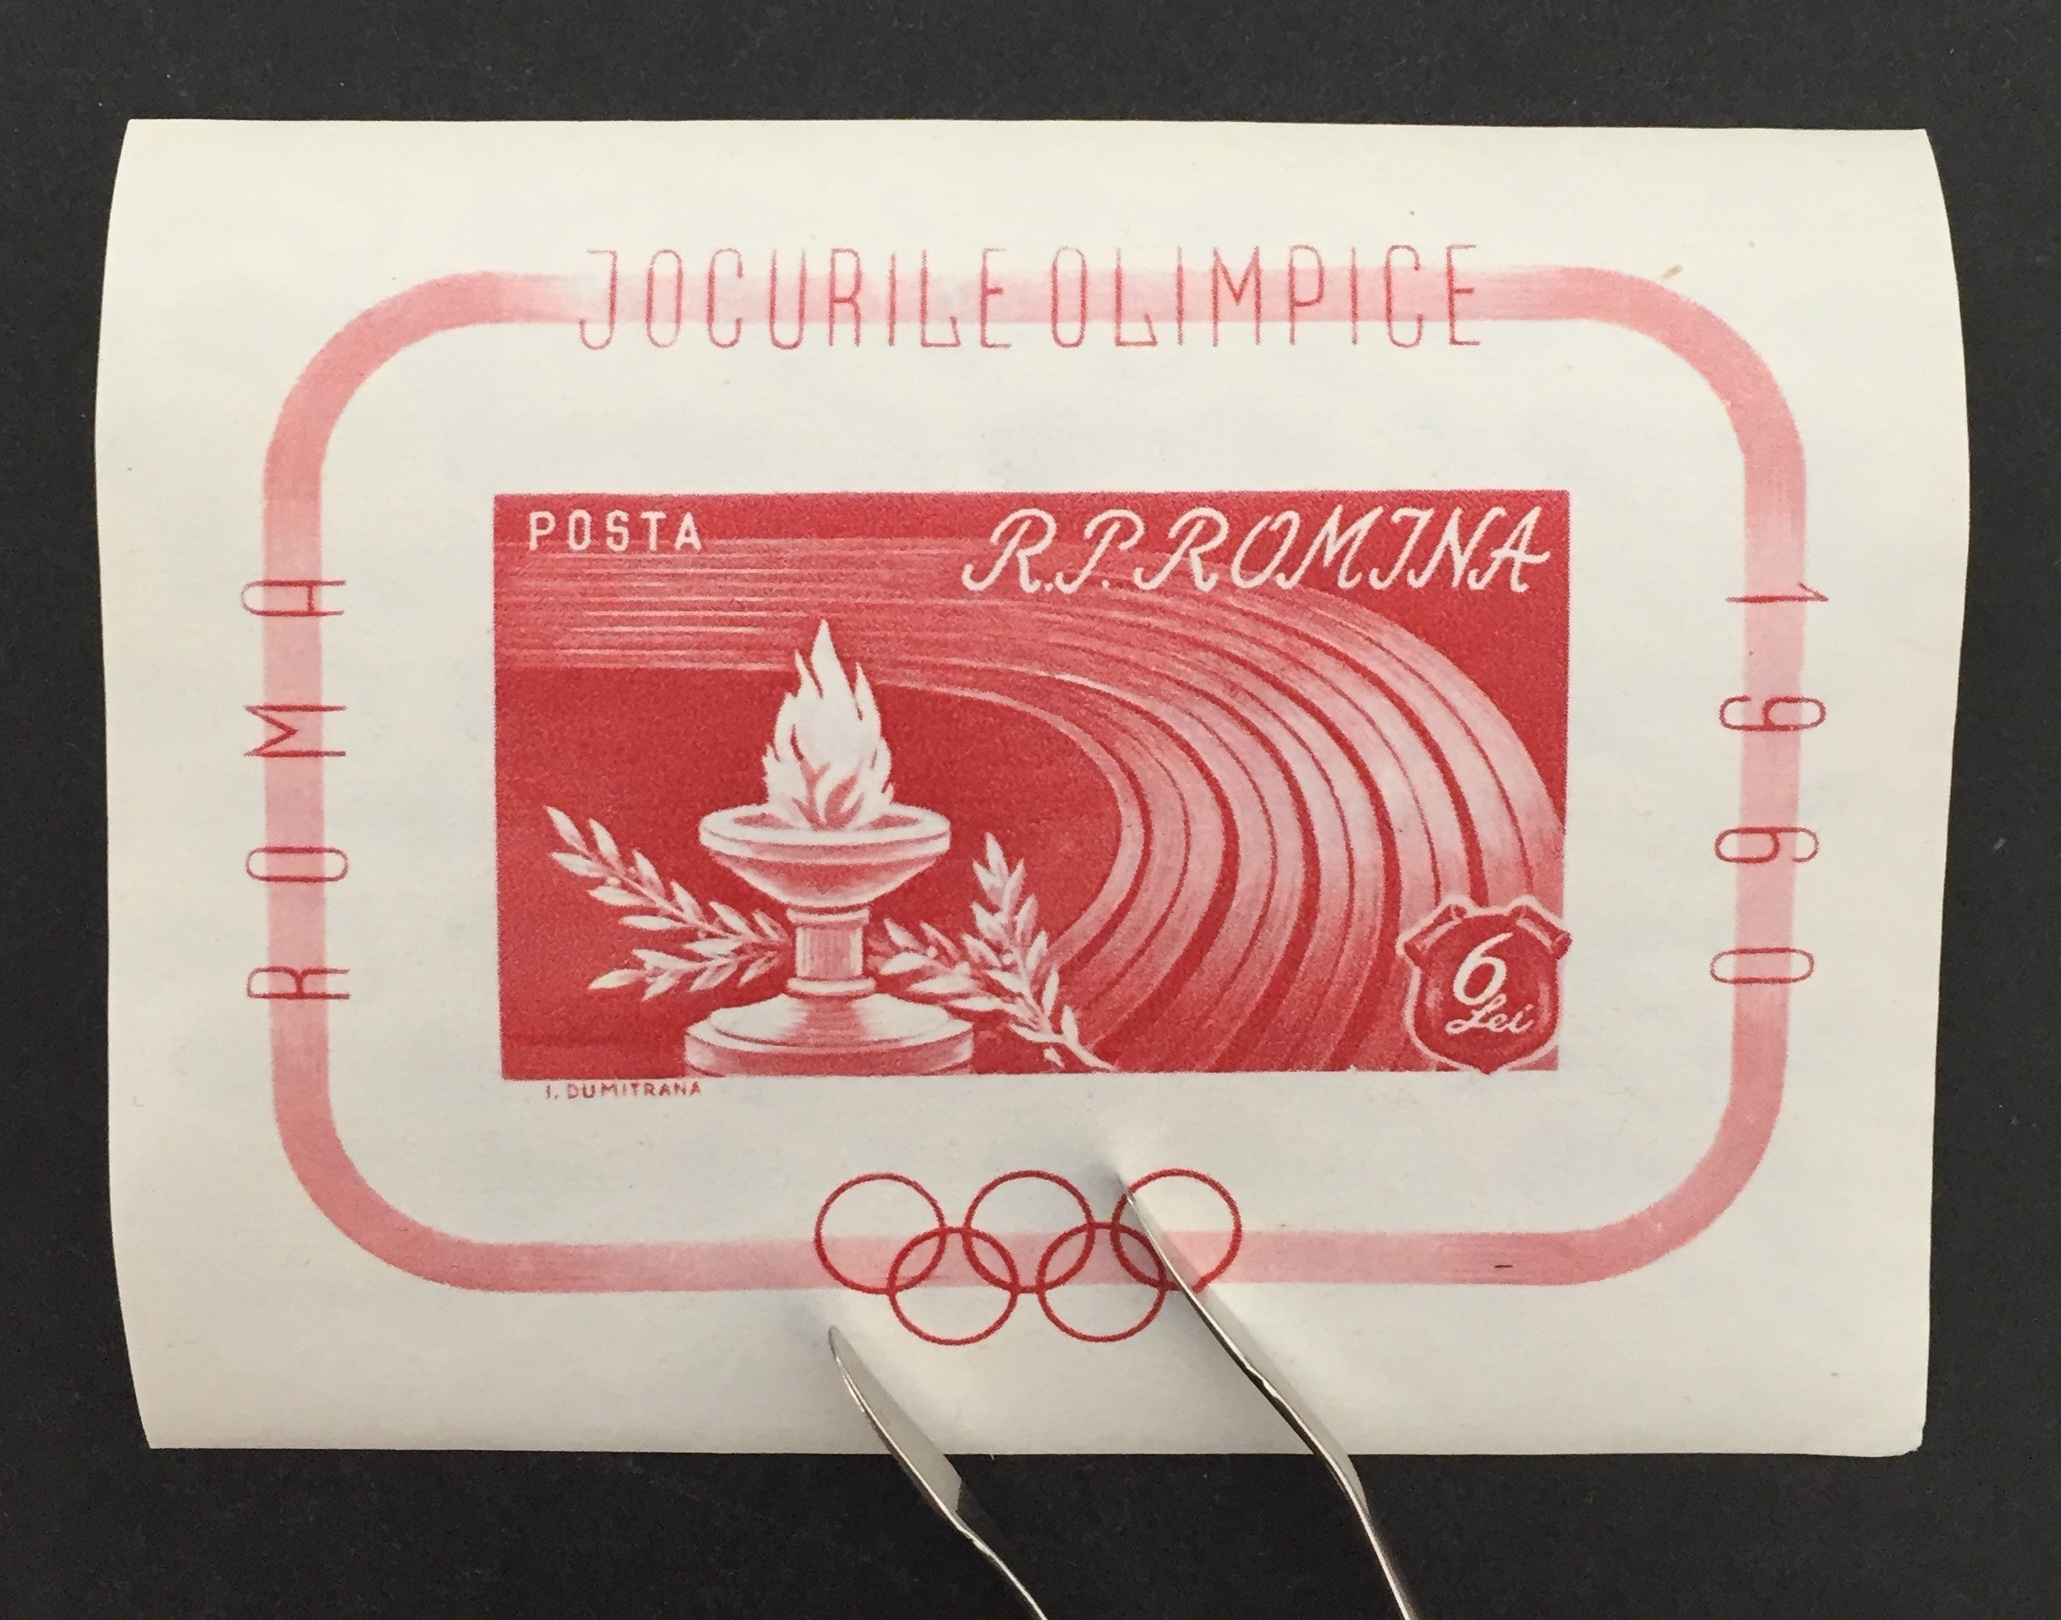 JOCURILE OLIMPICE
ROMA
POSTA
R.P.ROMINA
6
Lei
1960
I. DUMITRANA